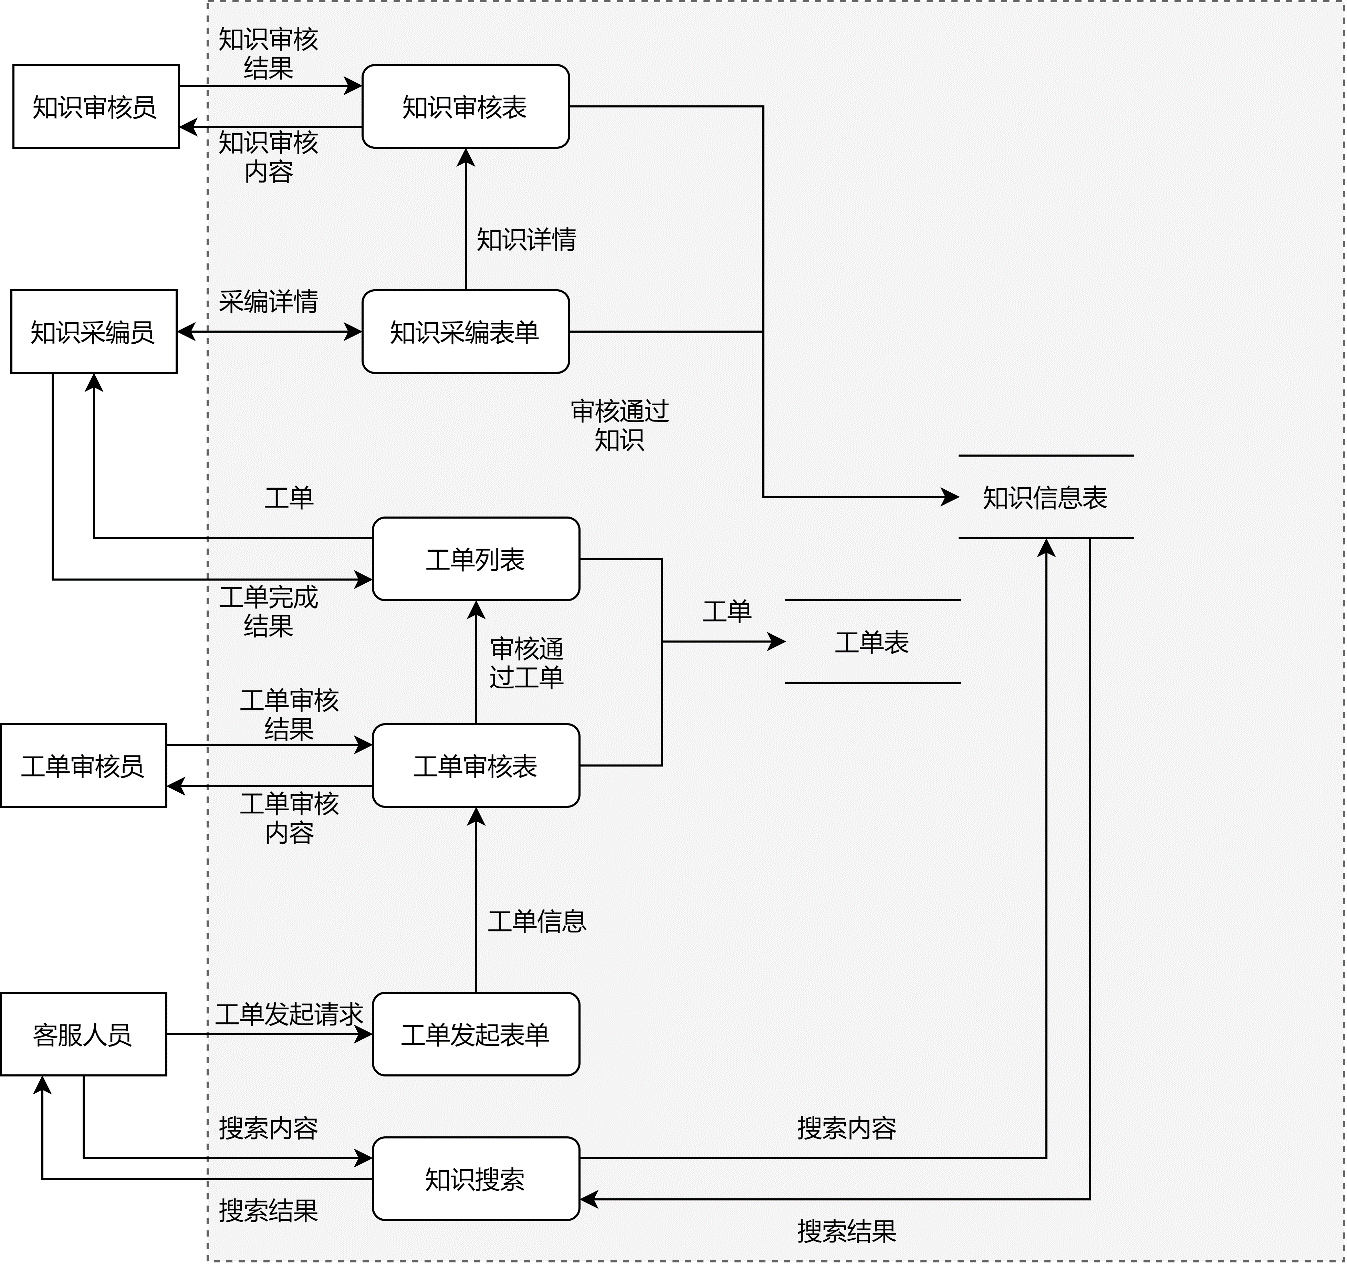 知识审核
结果
知识审核员
知识审核表
知识审核
内容
知识详情
采编详情
知识采编员
知识采编表单
审核通过
知识
工单
知识信息表
工单列表
工单完成
结果
工单
工单表
审核通
过工单
工单审核
结果
工单审核员
工单审核表
工单审核
内容
工单信息
工单发起请求
客服人员
工单发起表单
搜索内容
搜索内容
知识搜索
搜索结果
搜索结果